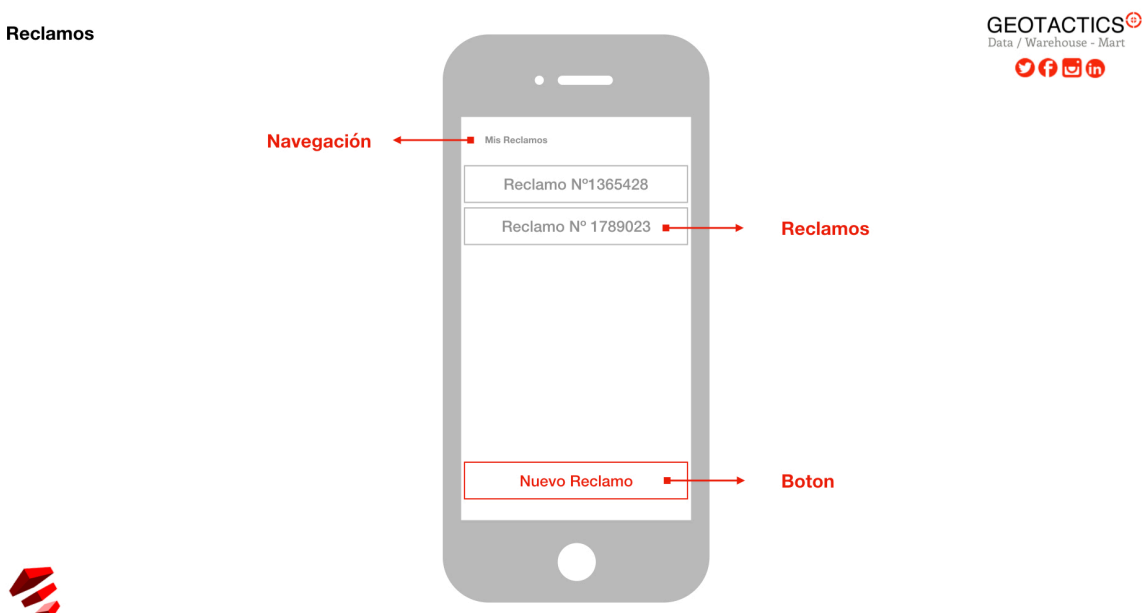 Reclamos
GEOTACTICS
Data / Warehouse - Mart
Navegación
Mis Reclamos
Reclamo Nº1365428
Reclamo Nº 1789023
Reclamos
Nuevo Reclamo
Boton